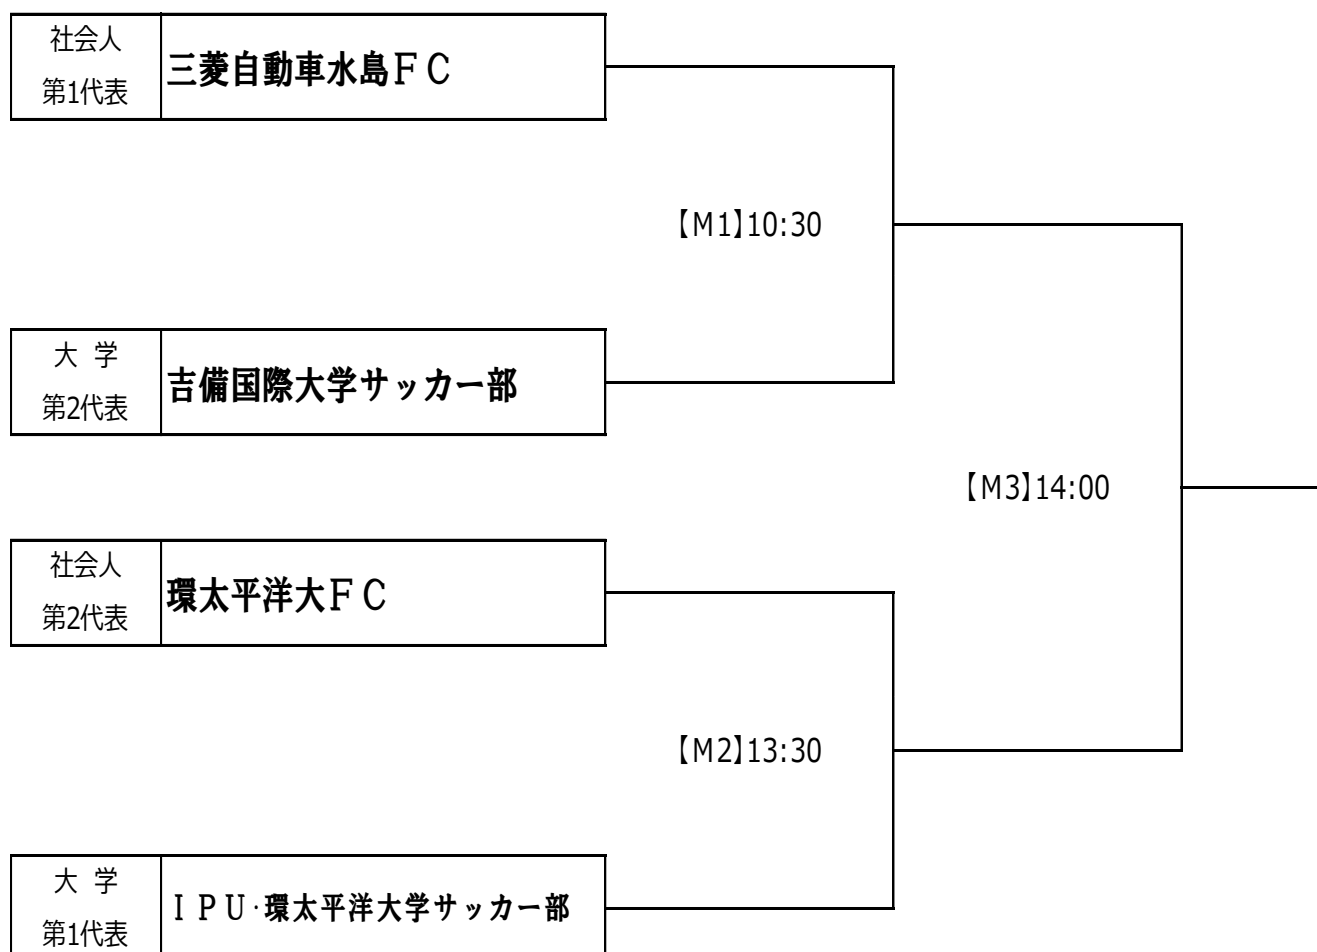 社会人
第1代表
三菱自動車水島ＦＣ
【M1】10:30
大 学
第2代表
吉備国際大学サッカー部
【M3】14:00
社会人
第2代表
環太平洋大ＦＣ
【M2】13:30
大 学
第1代表
ＩＰＵ･環太平洋大学サッカー部